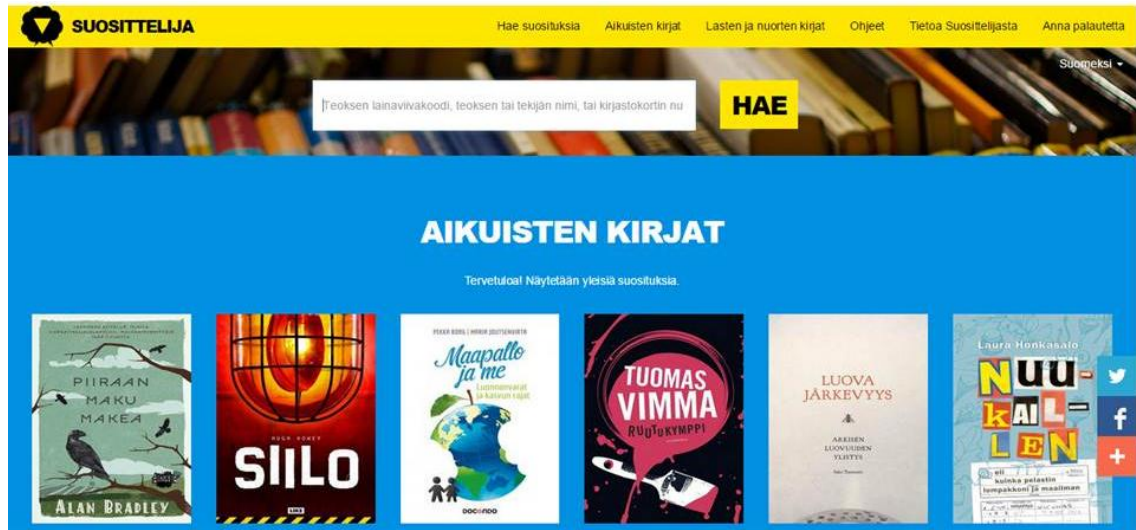 SUOSITTELIJA
Hae suosituksia Aikuisten kirjat Lasten ja nuorten kirjat Ohjeet Tietoa Suosittelijasta Anna palautetta
Suomeksi
Teoksen lainaviivakoodi, teoksen tai tekijän nimi, tai kirjastokortin nu
HAE
AIKUISTEN KIRJAT
Tervetuloa! Näytetään yleisiä suosituksia.
PIIRAAN
MAKU
MAKEA
ALAN BRADLEY
HUGH HOWEY
SIILO
LIKE
PEKKA BORG | MARIA JOUTSENVIRTA
Maapallo
ja me
Luonnonvarat
ja kasvun rajat
DOCENDO
TUOMAS
VIMMA
RUUTUKYMPPI
LUOVA
JÄRKEVYYS
ARKISEN
LUOVUUDEN
YLISTYS
Laura Honkasalo
NUU-
KAIL-
LEN
eli
kuinka pelastin
lempakkoni ja maailman